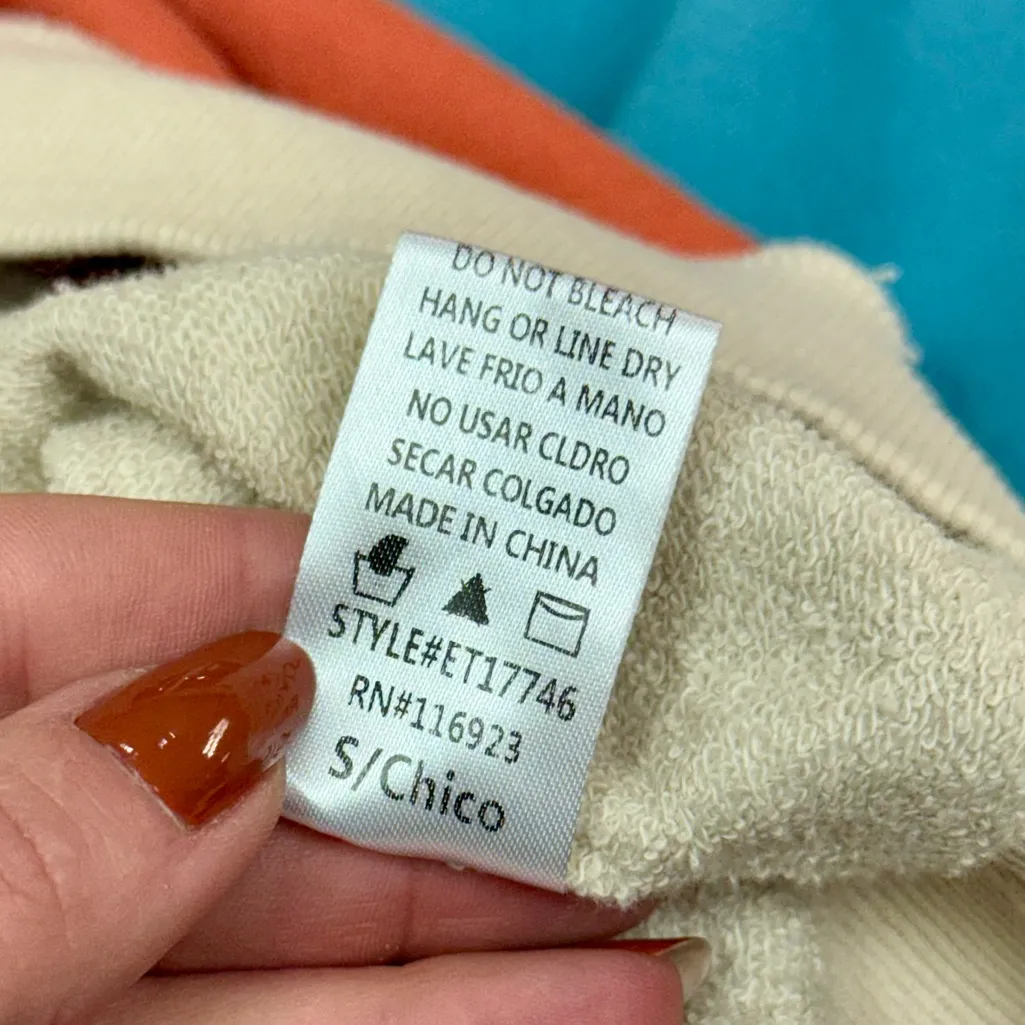 DO NOT BLEACH
HANG OR LINE DRY
LAVE FRIO A MANO
NO USAR CLDRO
SECAR COLGADO
MADE IN CHINA
STYLE#ET17746
RN#116923
S/Chico